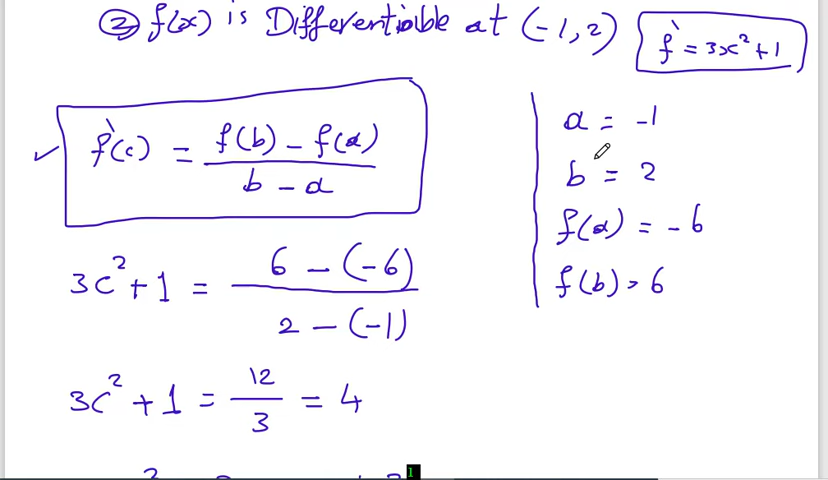 ② f(x) is Differentiable at (-1,2)
f` = 3x² + 1
f`(c) = f(b) - f(a) / b - a
a = -1
b = 2
f(a) = -6
f(b) = 6
3c² + 1 = 6 - (-6) / 2 - (-1)
3c² + 1 = 12 / 3 = 4